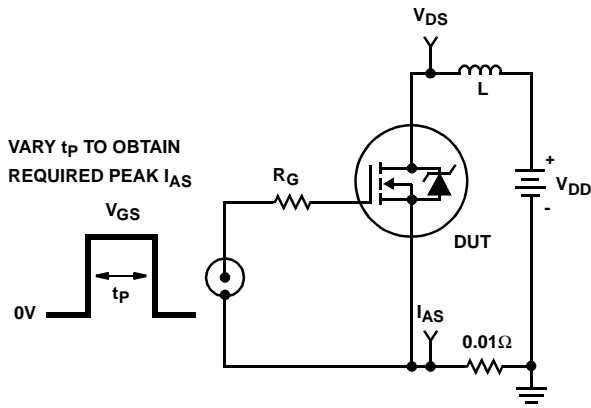 VDS
L
VARY tP TO OBTAIN
REQUIRED PEAK IAS
RG
+
VDD
-
VGS
DUT
tP
0V
IAS
0.01Ω